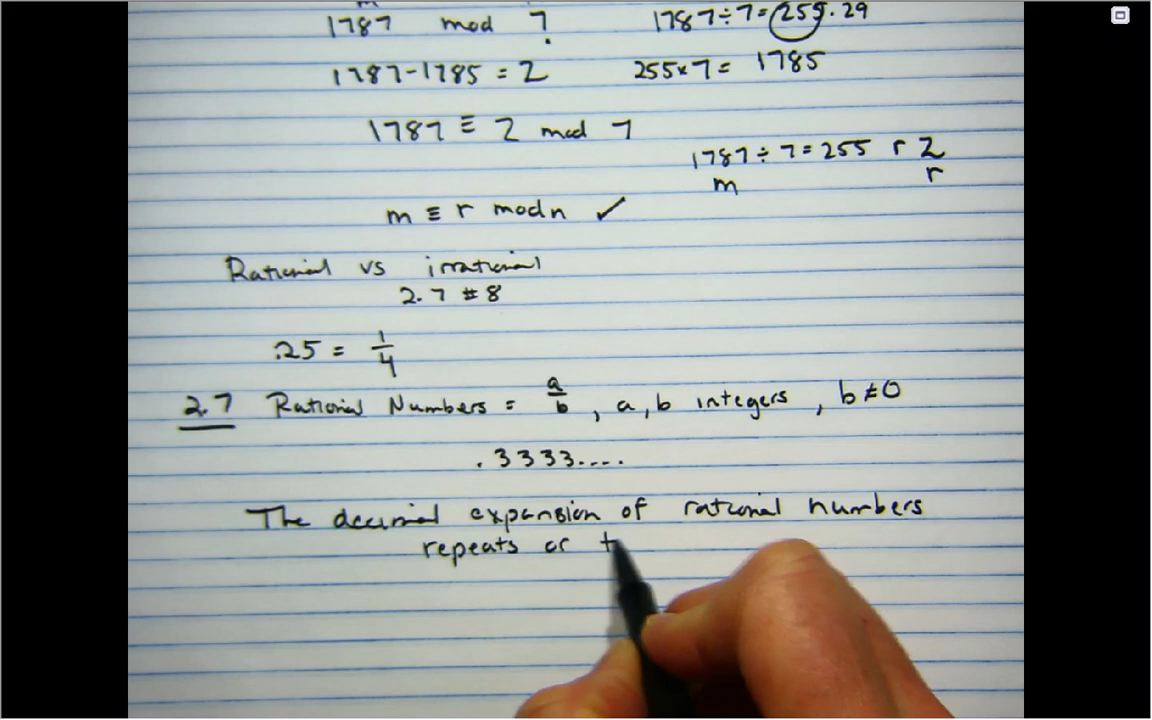 1787 mod 7 1787÷7=255.29
1787-1785 = 2 255×7= 1785
1787 ≡ 2 mod 7
1787÷7=255 r 2
m r
m ≡ r mod n ✓
Rational vs irrational
2.7 #8
.25 = 1/4
2.7 Rational Numbers = a/b, a, b integers, b≠0
.3333....
The decimal expansion of rational numbers
repeats or t